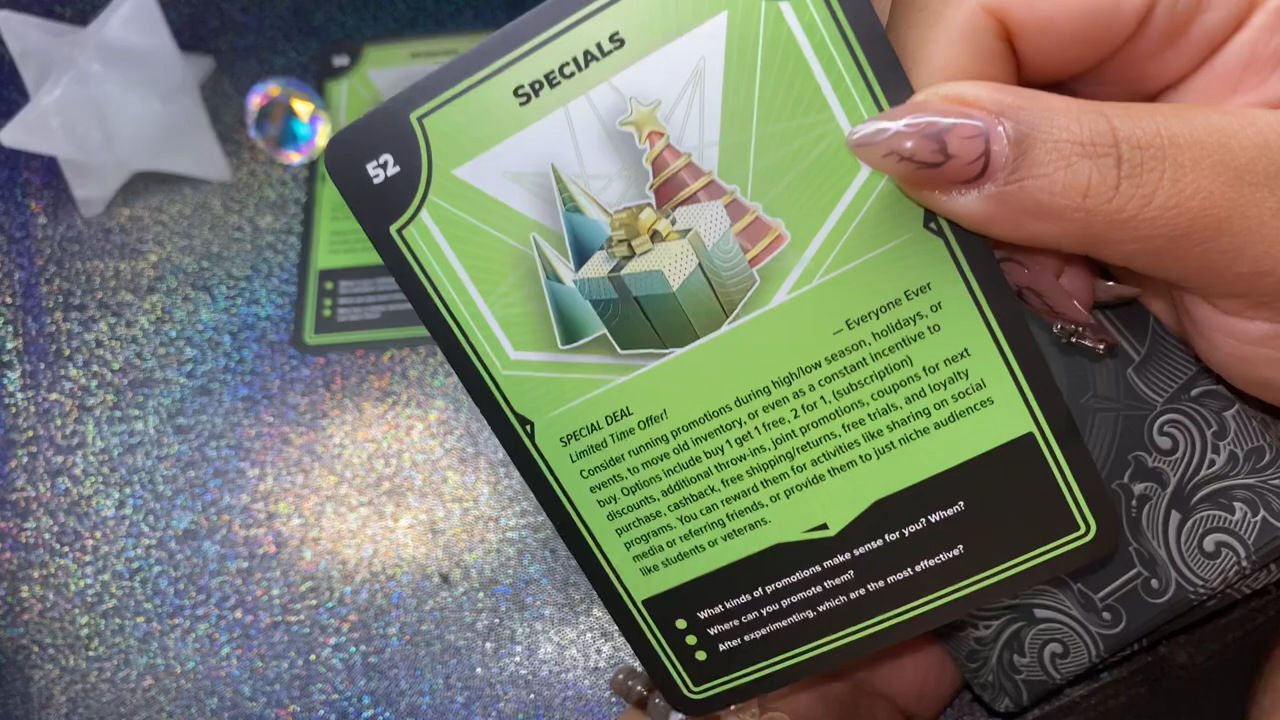 52
SPECIALS
— Everyone Ever
SPECIAL DEAL
Limited Time Offer!
Consider running promotions during high/low season, holidays, or
events, to move old inventory, or even as a constant incentive to
buy. Options include buy 1 get 1 free, 2 for 1, (subscription)
discounts, additional throw-ins, joint promotions, coupons for next
purchase, cashback, free shipping/returns, free trials, and loyalty
programs. You can reward them for activities like sharing on social
media or referring friends, or provide them to just niche audiences
like students or veterans.
What kinds of promotions make sense for you? When?
Where can you promote them?
After experimenting, which are the most effective?